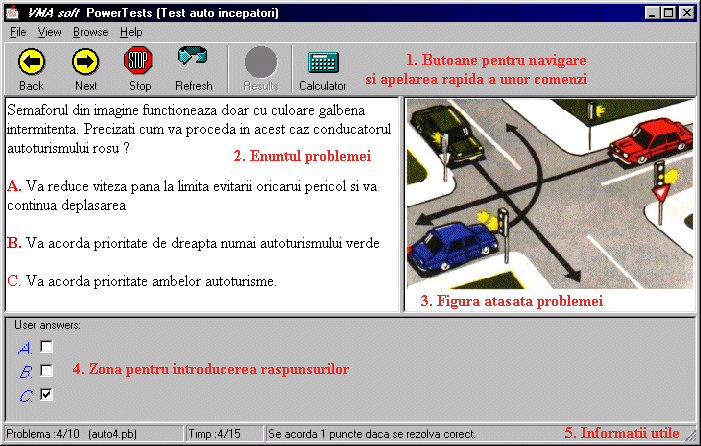 VMA soft PowerTests (Test auto incepatori)
File View Browse Help
Back Next Stop Refresh Results Calculator
1. Butoane pentru navigare
si apelarea rapida a unor comenzi
Semaforul din imagine functioneaza doar cu culoare galbena
intermitenta. Precizati cum va proceda in acest caz conducatorul
autoturismului rosu ?
2. Enuntul problemei
A. Va reduce viteza pana la limita evitarii oricarui pericol si va
continua deplasarea
B. Va acorda prioritate de dreapta numai autoturismului verde
C. Va acorda prioritate ambelor autoturisme.
3. Figura atasata problemei
User answers:
A.
4. Zona pentru introducerea raspunsurilor
B.
C.
Problema :4/10 (auto4.pb) Timp :4/15 Se acorda 1 puncte daca se rezolva corect. 5. Informatii utile